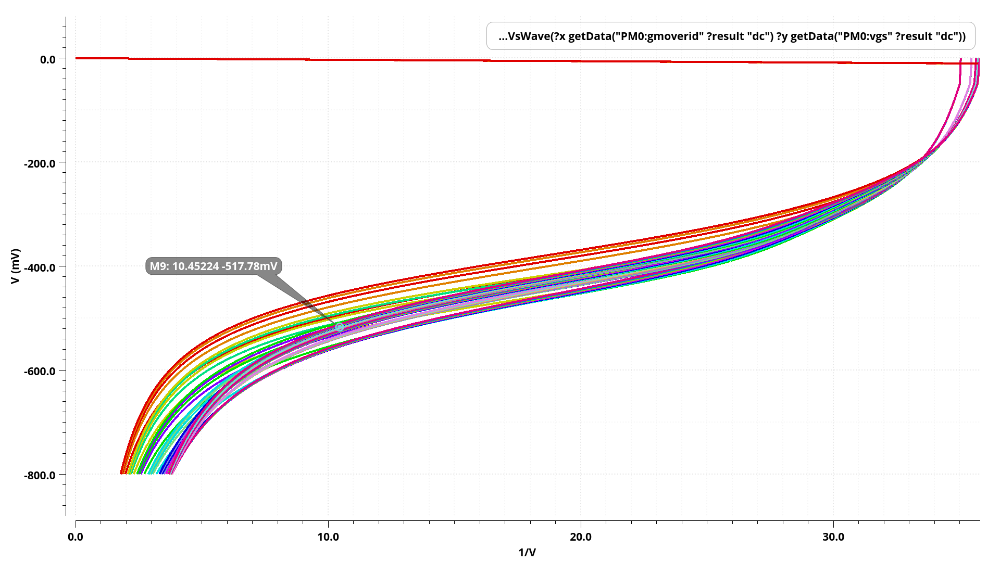 ...VsWave(?x getData("PM0:gmoverid" ?result "dc") ?y getData("PM0:vgs" ?result "dc"))
0.0
-200.0
-400.0
-600.0
-800.0
V (mV)
M9: 10.45224 -517.78mV
0.0 10.0 20.0 30.0
1/V